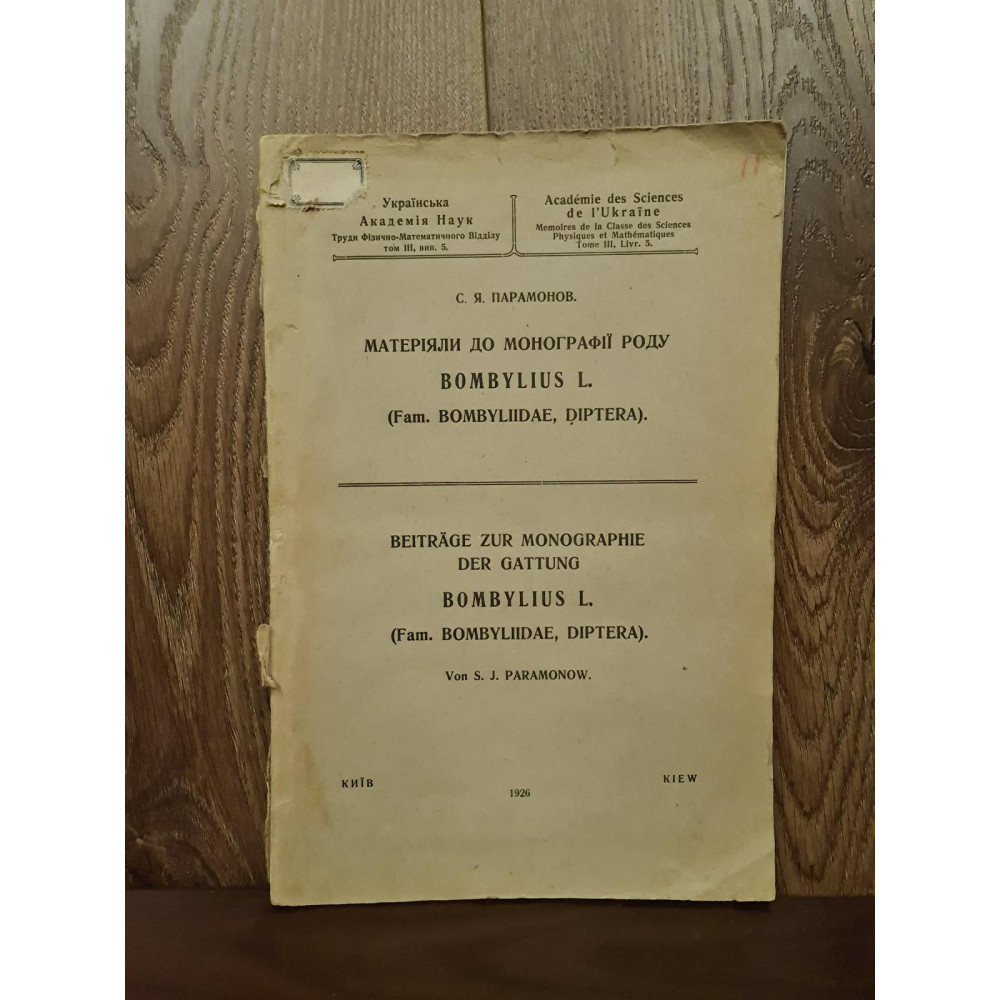 Українська
Академія Наук
Труди Фізично-Математичного Відділу
том III, вип. 5.
Académie des Sciences
de l'Ukraïne
Memoires de la Classe des Sciences
Physiques et Mathématiques
Tome III, Livr. 5.
С. Я. ПАРАМОНОВ.
МАТЕРІЯЛИ ДО МОНОГРАФІЇ РОДУ
BOMBYLIUS L.
(Fam. BOMBYLIIDAE, DIPTERA).
BEITRÄGE ZUR MONOGRAPHIE
DER GATTUNG
BOMBYLIUS L.
(Fam. BOMBYLIIDAE, DIPTERA).
Von S. J. PARAMONOW.
КИЇВ
1926
KIEW